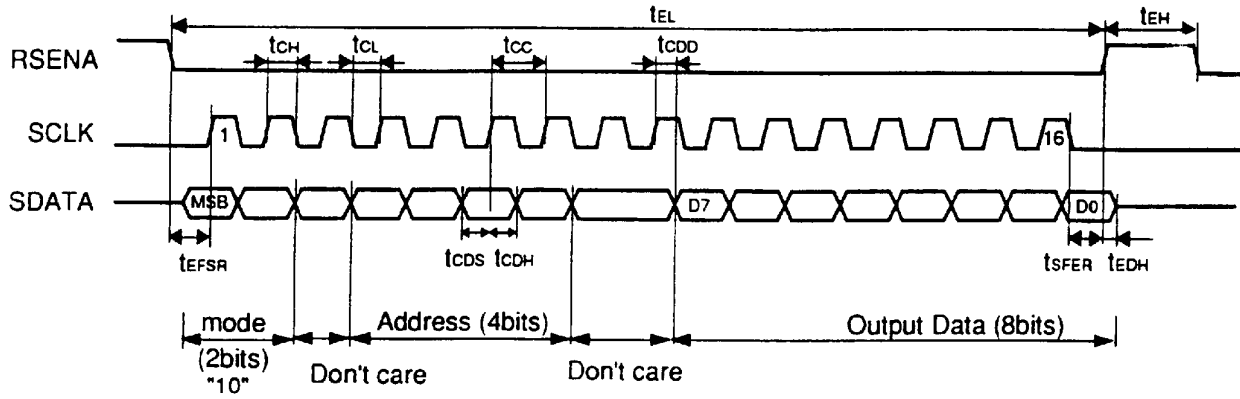 tEL
tEH
tCH
tCL
tCC
tCDD
RSENA
SCLK
1
16
SDATA
MSB
D7
D0
tEFSR
tCDS
tCDH
tSFER
tEDH
mode
(2bits)
"10"
Don't care
Address (4bits)
Don't care
Output Data (8bits)